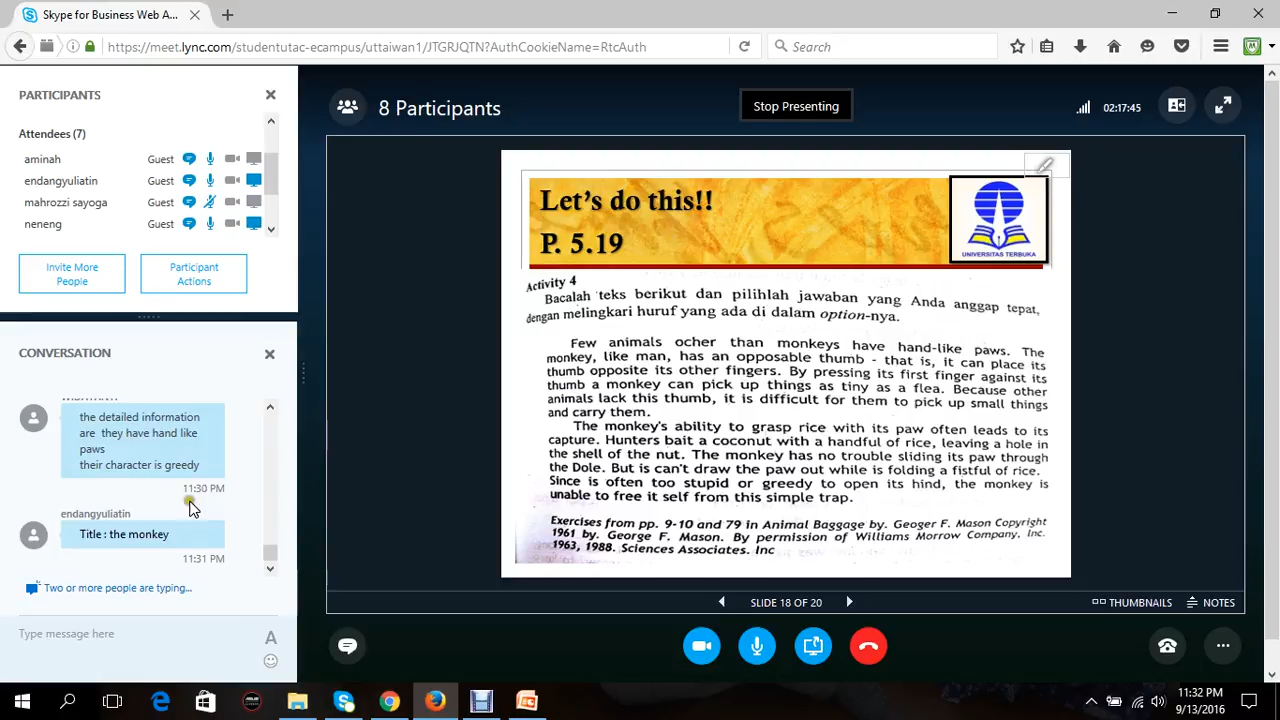 Skype for Business Web A...
https://meet.lync.com/studentutac-ecampus/uttaiwan1/JTGRJQTN?AuthCookieName=RtcAuth
Search
PARTICIPANTS
Attendees (7)
aminah Guest
endangyuliatin Guest
mahrozzi sayoga Guest
neneng Guest
Invite More People
Participant Actions
CONVERSATION
the detailed information
are they have hand like
paws
their character is greedy
11:30 PM
endangyuliatin
Title : the monkey
11:31 PM
Two or more people are typing...
Type message here
8 Participants
Stop Presenting
02:17:45
Let's do this!!
P. 5.19
UNIVERSITAS TERBUKA
Activity 4
Bacalah teks berikut dan pilihlah jawaban yang Anda anggap tepat,
dengan melingkari huruf yang ada di dalam option-nya.
Few animals ocher than monkeys have hand-like paws. The
monkey, like man, has an opposable thumb - that is, it can place its
thumb opposite its other fingers. By pressing its first finger against its
thumb a monkey can pick up things as tiny as a flea. Because other
animals lack this thumb, it is difficult for them to pick up small things
and carry them.
The monkey's ability to grasp rice with its paw often leads to its
capture. Hunters bait a coconut with a handful of rice, leaving a hole in
the shell of the nut. The monkey has no trouble sliding its paw through
the Dole. But is can't draw the paw out while is folding a fistful of rice.
Since is often too stupid or greedy to open its hind, the monkey is
unable to free it self from this simple trap.
Exercises from pp. 9-10 and 79 in Animal Baggage by. Geoger F. Mason Copyright
1961 by. George F. Mason. By permission of Williams Morrow Company, Inc.
1963, 1988. Sciences Associates. Inc
SLIDE 18 OF 20
THUMBNAILS
NOTES
11:32 PM
9/13/2016